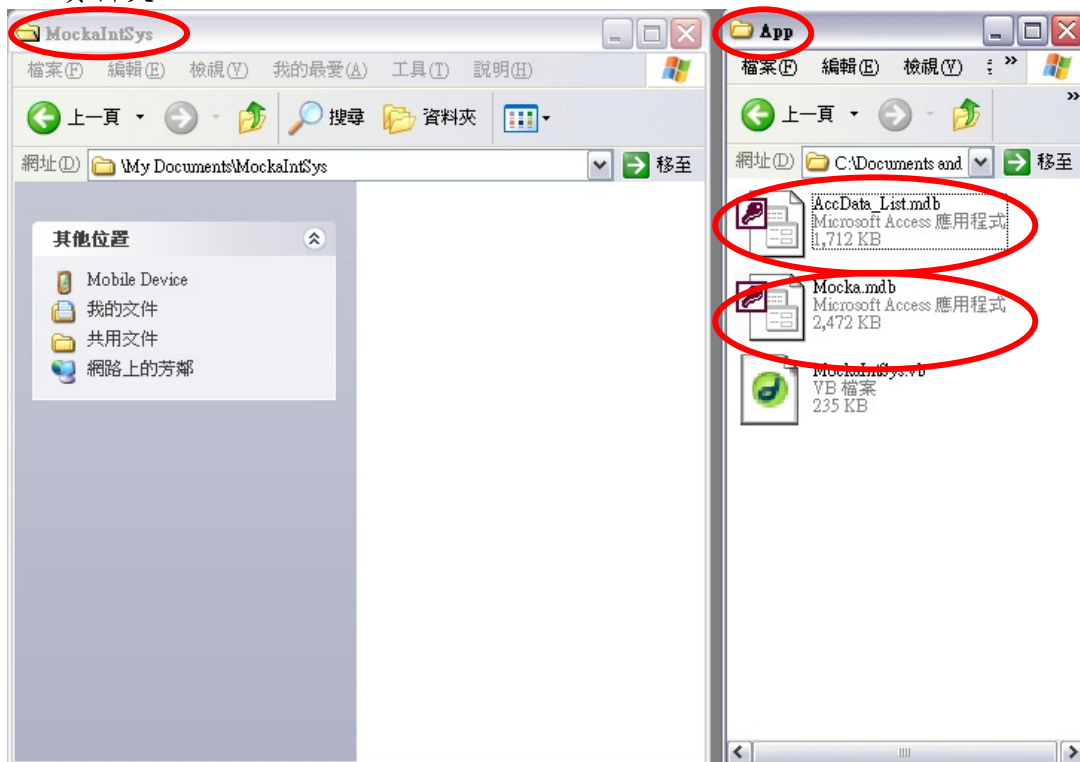 MockaIntSys
檔案(F) 編輯(E) 檢視(V) 我的最愛(A) 工具(T) 說明(H)
上一頁 搜尋 資料夾
網址(D) \My Documents\MockaIntSys 移至
其他位置
Mobile Device
我的文件
共用文件
網路上的芳鄰
App
檔案(F) 編輯(E) 檢視(V)
上一頁
網址(D) C:\Documents and 移至
AccData_List.mdb
Microsoft Access 應用程式
1,712 KB
Mocka.mdb
Microsoft Access 應用程式
2,472 KB
MockaIntSys.vb
VB 檔案
235 KB